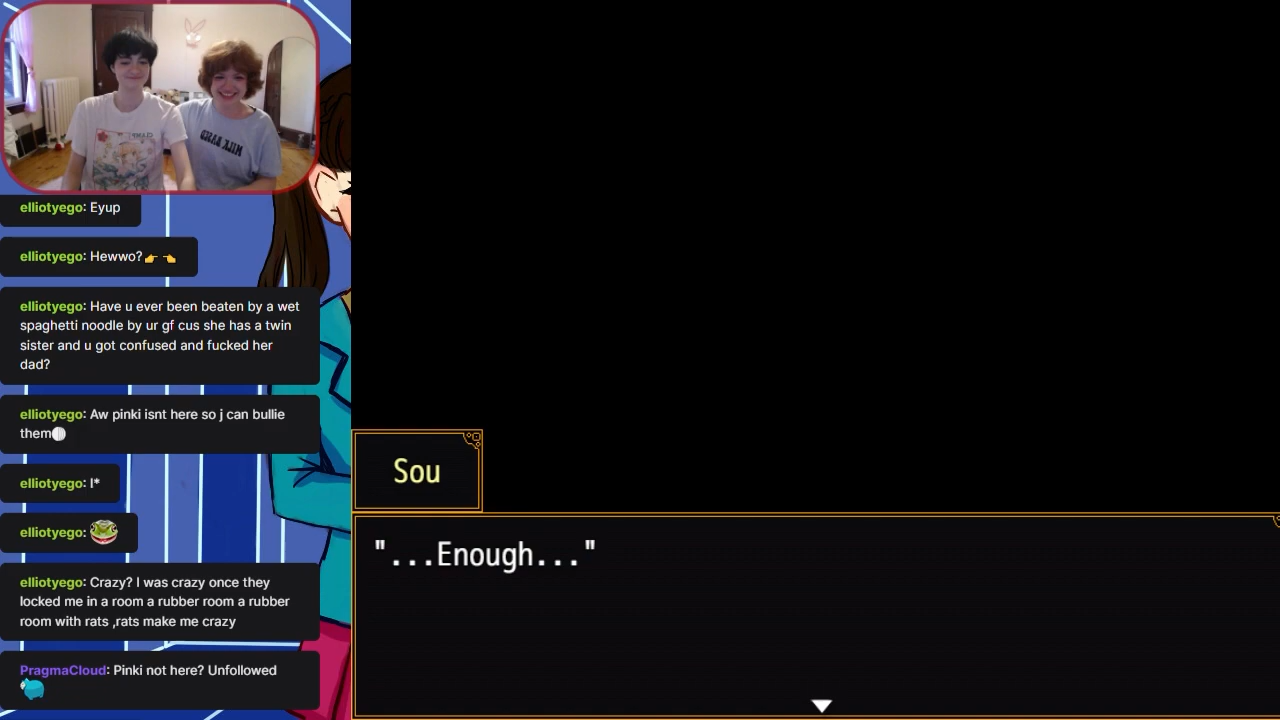 elliotyego: Eyup
elliotyego: Hewwo?
elliotyego: Have u ever been beaten by a wet
spaghetti noodle by ur gf cus she has a twin
sister and u got confused and fucked her
dad?
elliotyego: Aw pinki isnt here so j can bullie
them
elliotyego: I*
elliotyego:
elliotyego: Crazy? I was crazy once they
locked me in a room a rubber room a rubber
room with rats ,rats make me crazy
PragmaCloud: Pinki not here? Unfollowed
Sou
"...Enough..."